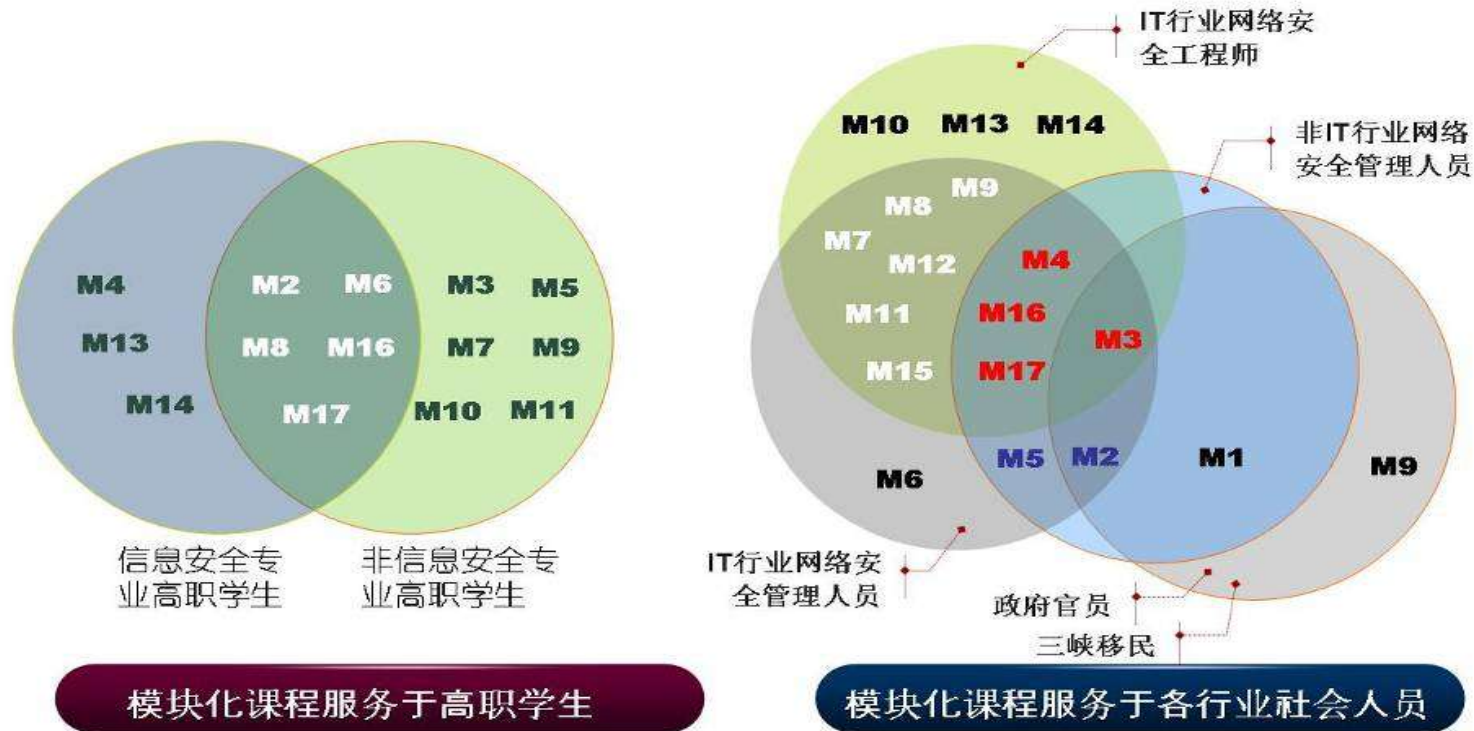 M4
M13
M14
M2 M6
M8 M16
M17
M3 M5
M7 M9
M10 M11
信息安全专
业高职学生
非信息安全专
业高职学生
模块化课程服务于高职学生
IT行业网络安
全工程师
非IT行业网络
安全管理人员
M10 M13 M14
M9
M8
M7
M12
M11
M15
M4
M16
M3
M17
M5 M2
M6
M1
M9
IT行业网络安
全管理人员
政府官员
三峡移民
模块化课程服务于各行业社会人员